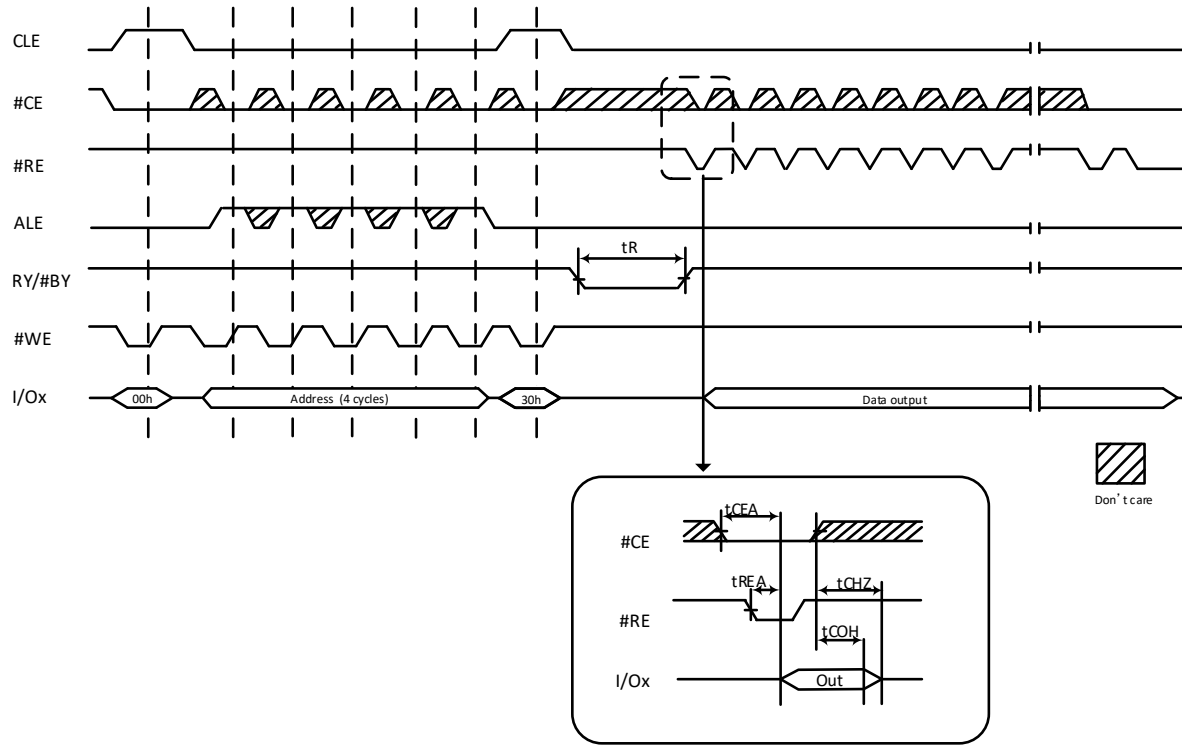 CLE
#CE
#RE
ALE
tR
RY/#BY
#WE
I/Ox
00h
Address (4 cycles)
30h
Data output
Don't care
tCEA
#CE
tREA
tCHZ
#RE
tCOH
I/Ox
Out